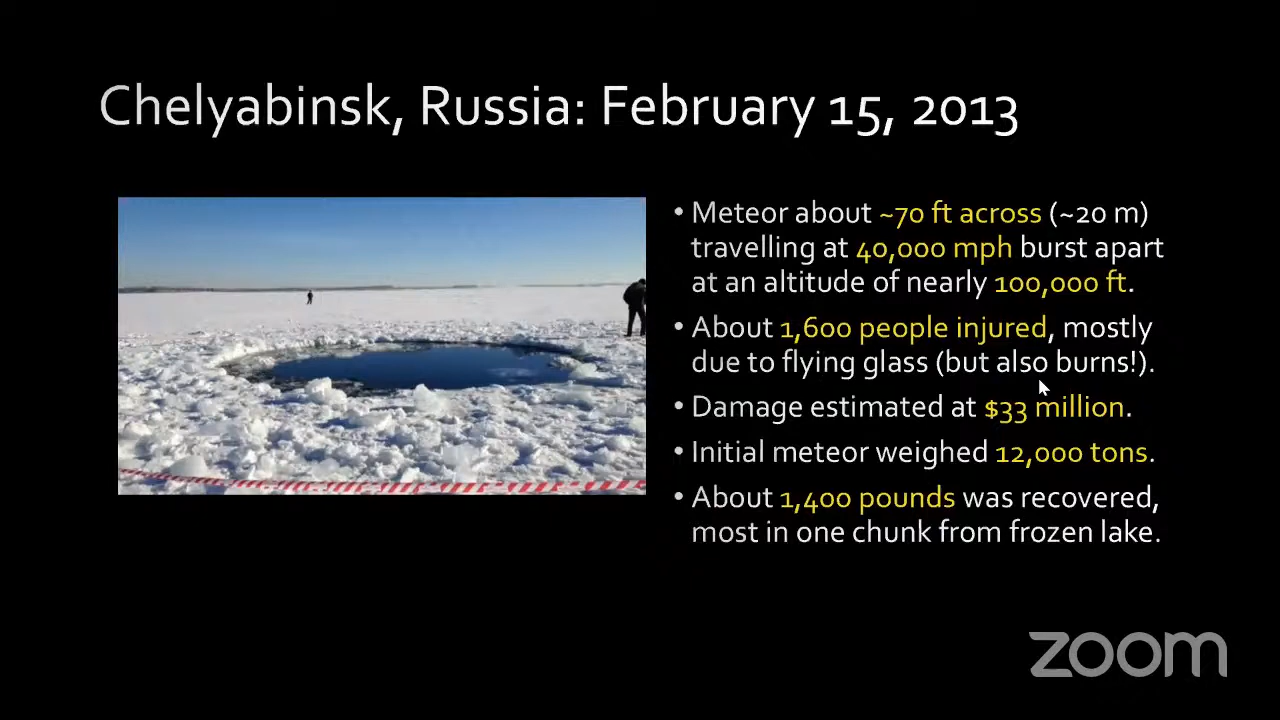 Chelyabinsk, Russia: February 15, 2013
• Meteor about ~70 ft across (~20 m)
travelling at 40,000 mph burst apart
at an altitude of nearly 100,000 ft.
• About 1,600 people injured, mostly
due to flying glass (but also burns!).
• Damage estimated at $33 million.
• Initial meteor weighed 12,000 tons.
• About 1,400 pounds was recovered,
most in one chunk from frozen lake.
zoom